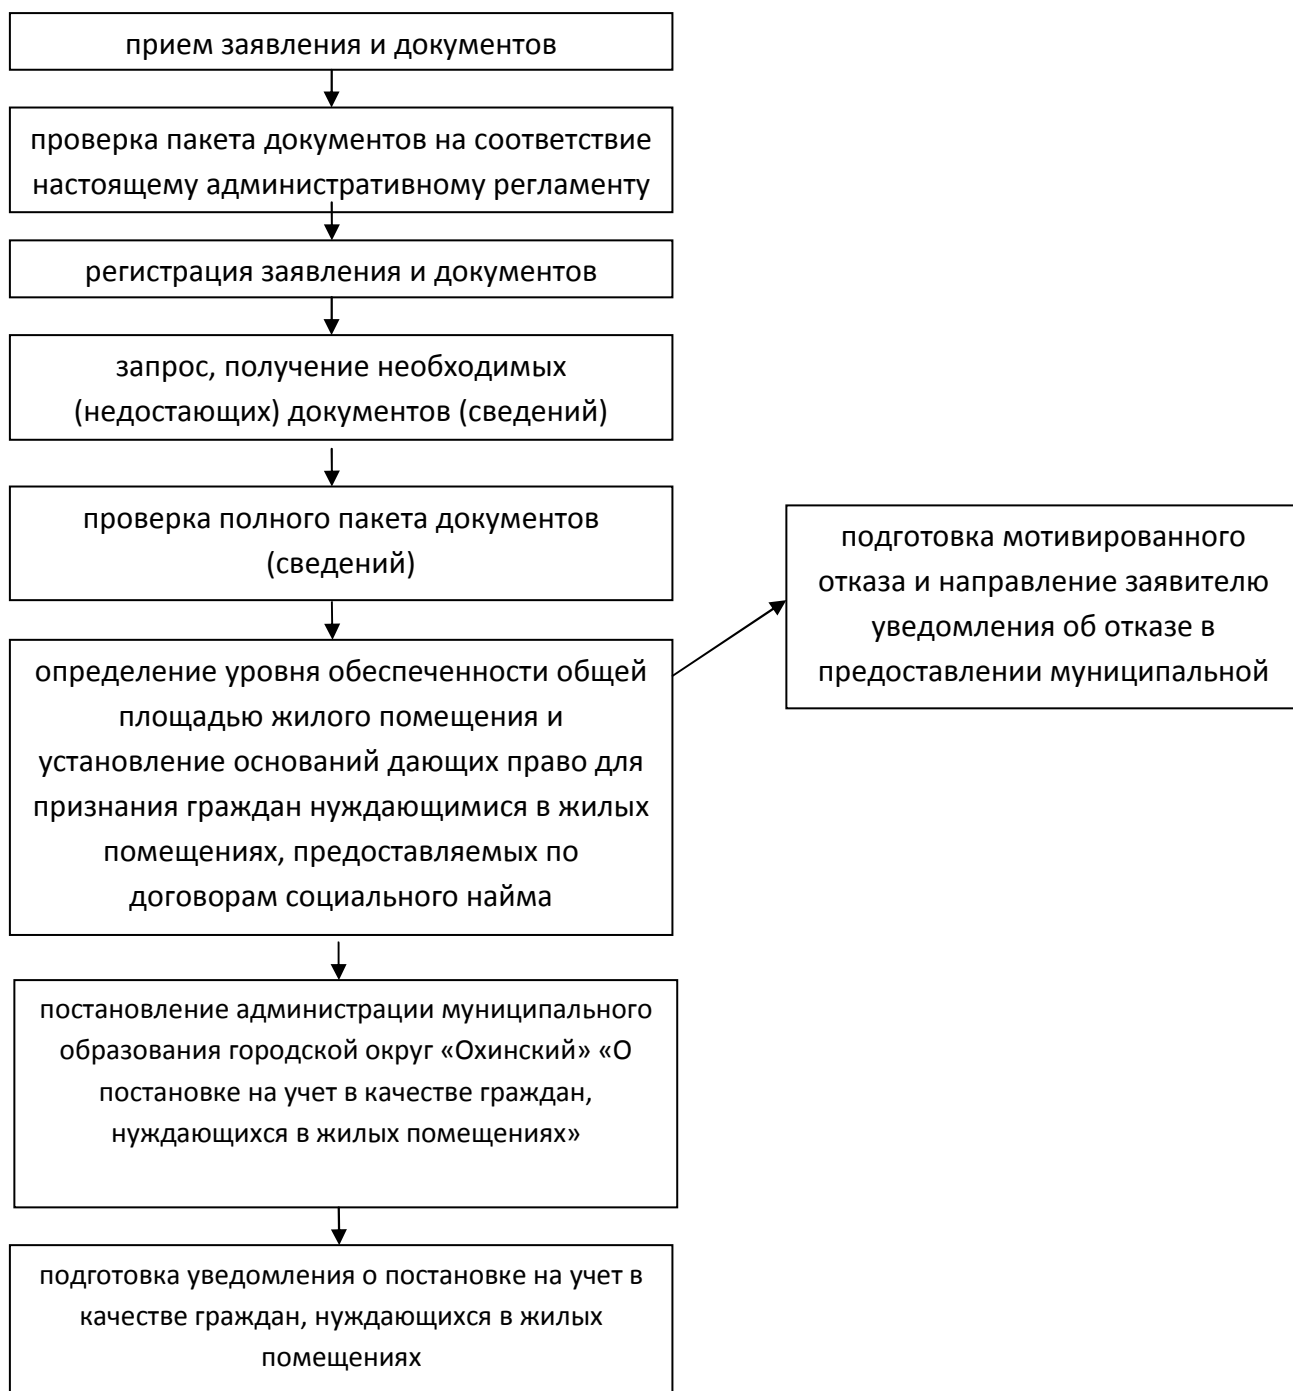 прием заявления и документов
проверка пакета документов на соответствие
настоящему административному регламенту
регистрация заявления и документов
запрос, получение необходимых
(недостающих) документов (сведений)
проверка полного пакета документов
(сведений)
подготовка мотивированного
отказа и направление заявителю
уведомления об отказе в
предоставлении муниципальной
определение уровня обеспеченности общей
площадью жилого помещения и
установление оснований дающих право для
признания граждан нуждающимися в жилых
помещениях, предоставляемых по
договорам социального найма
постановление администрации муниципального
образования городской округ «Охинский» «О
постановке на учет в качестве граждан,
нуждающихся в жилых помещениях»
подготовка уведомления о постановке на учет в
качестве граждан, нуждающихся в жилых
помещениях